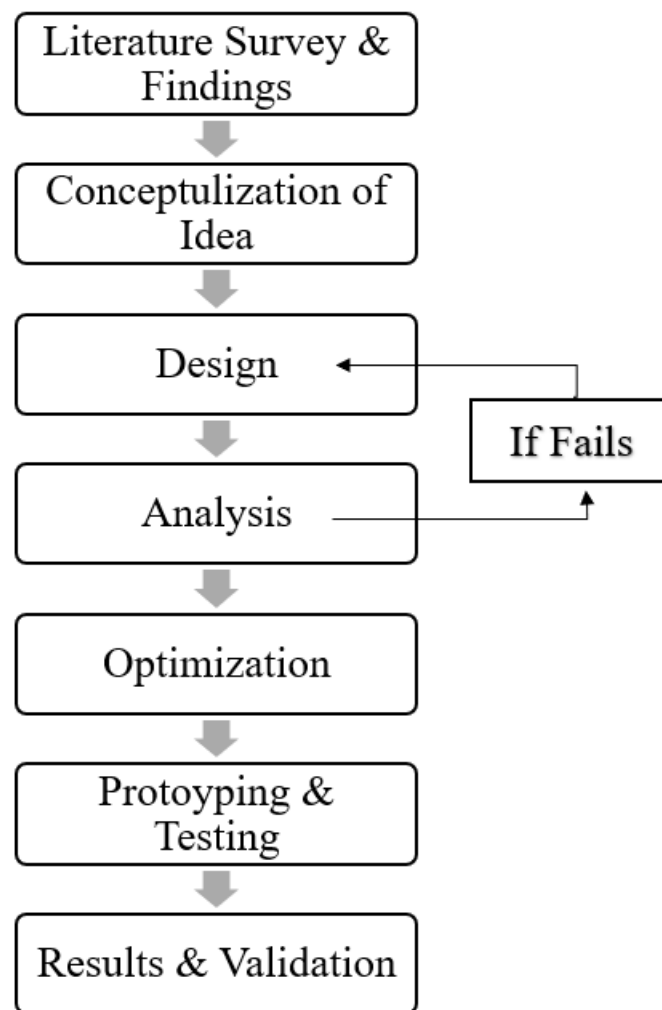 Literature Survey &
Findings
Conceptulization of
Idea
Design
If Fails
Analysis
Optimization
Protoyping &
Testing
Results & Validation